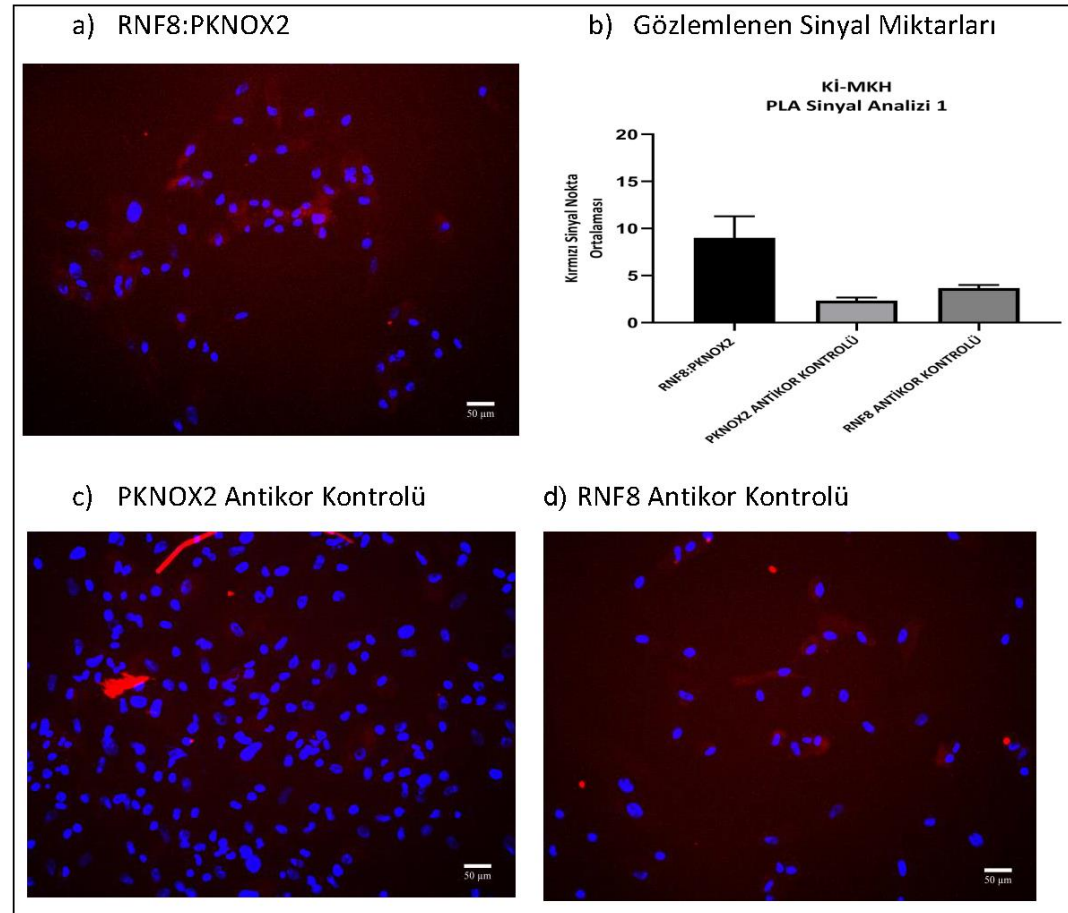 a) RNF8:PKNOX2
b) Gözlemlenen Sinyal Miktarları
50 µm
Kİ-MKH
PLA Sinyal Analizi 1
Kırmızı Sinyal Nokta
Ortalaması
20
15
10
5
0
RNF8:PKNOX2
PKNOX2 ANTİKOR KONTROLÜ
RNF8 ANTİKOR KONTROLÜ
c) PKNOX2 Antikor Kontrolü
d) RNF8 Antikor Kontrolü
50 µm
50 µm